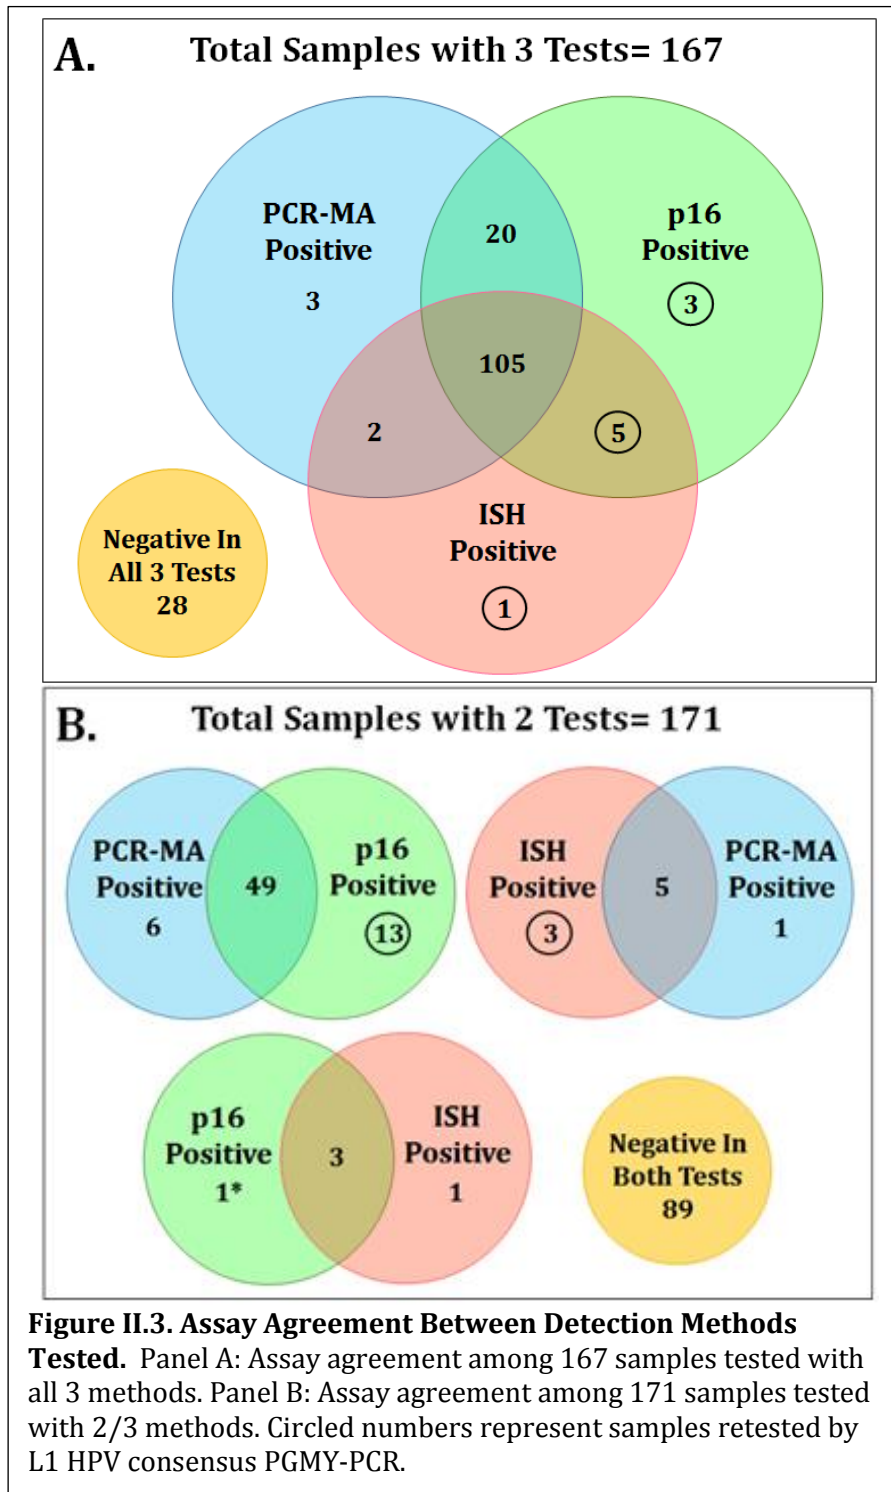 A. Total Samples with 3 Tests= 167
PCR-MA
Positive
3
20
p16
Positive
3
105
2
5
ISH
Positive
1
Negative In
All 3 Tests
28
B. Total Samples with 2 Tests= 171
PCR-MA
Positive
6
49
p16
Positive
13
ISH
Positive
3
5
PCR-MA
Positive
1
p16
Positive
1*
3
ISH
Positive
1
Negative In
Both Tests
89
Figure II.3. Assay Agreement Between Detection Methods
Tested. Panel A: Assay agreement among 167 samples tested with
all 3 methods. Panel B: Assay agreement among 171 samples tested
with 2/3 methods. Circled numbers represent samples retested by
L1 HPV consensus PGMY-PCR.